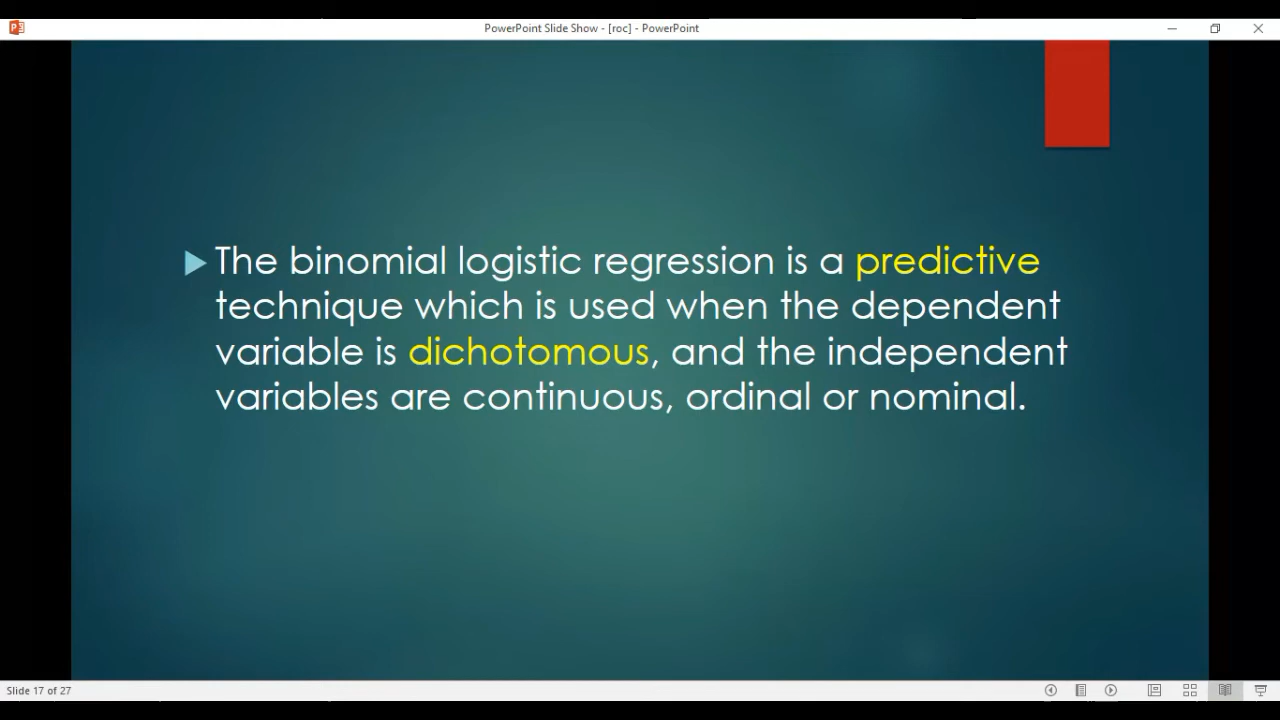 PowerPoint Slide Show - [roc] - PowerPoint
The binomial logistic regression is a predictive
technique which is used when the dependent
variable is dichotomous, and the independent
variables are continuous, ordinal or nominal.
Slide 17 of 27